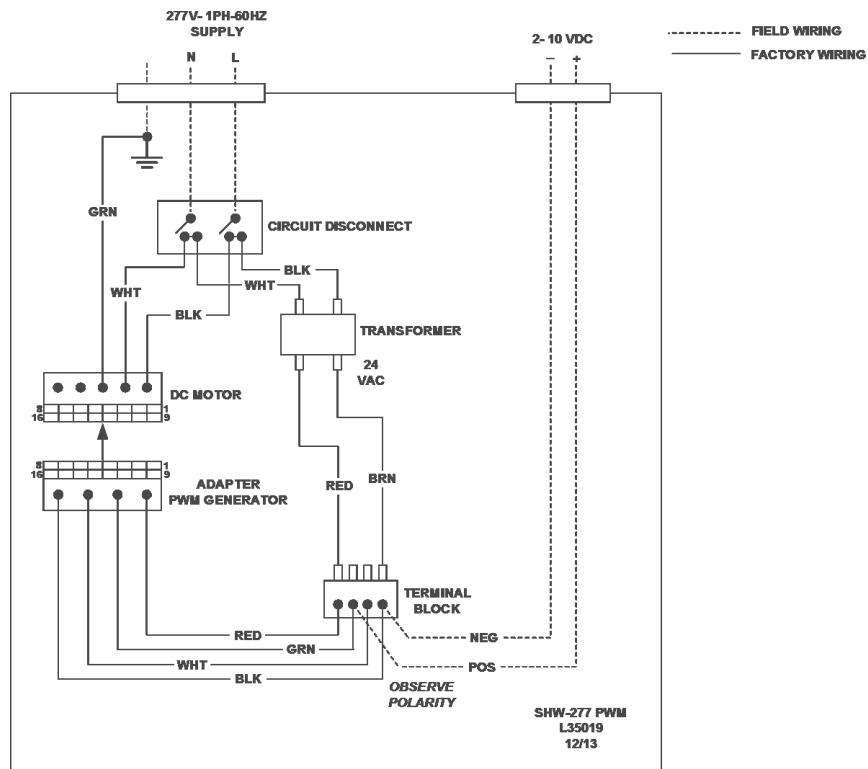 277V- 1PH-60HZ
SUPPLY
N L
2- 10 VDC
– +
FIELD WIRING
FACTORY WIRING
GRN
CIRCUIT DISCONNECT
BLK
WHT
WHT
BLK
TRANSFORMER
24
VAC
DC MOTOR
8 1
16 9
8 1
16 9
ADAPTER
PWM GENERATOR
RED
BRN
TERMINAL
BLOCK
RED
NEG
GRN
WHT
POS
BLK
OBSERVE
POLARITY
SHW-277 PWM
L35019
12/13